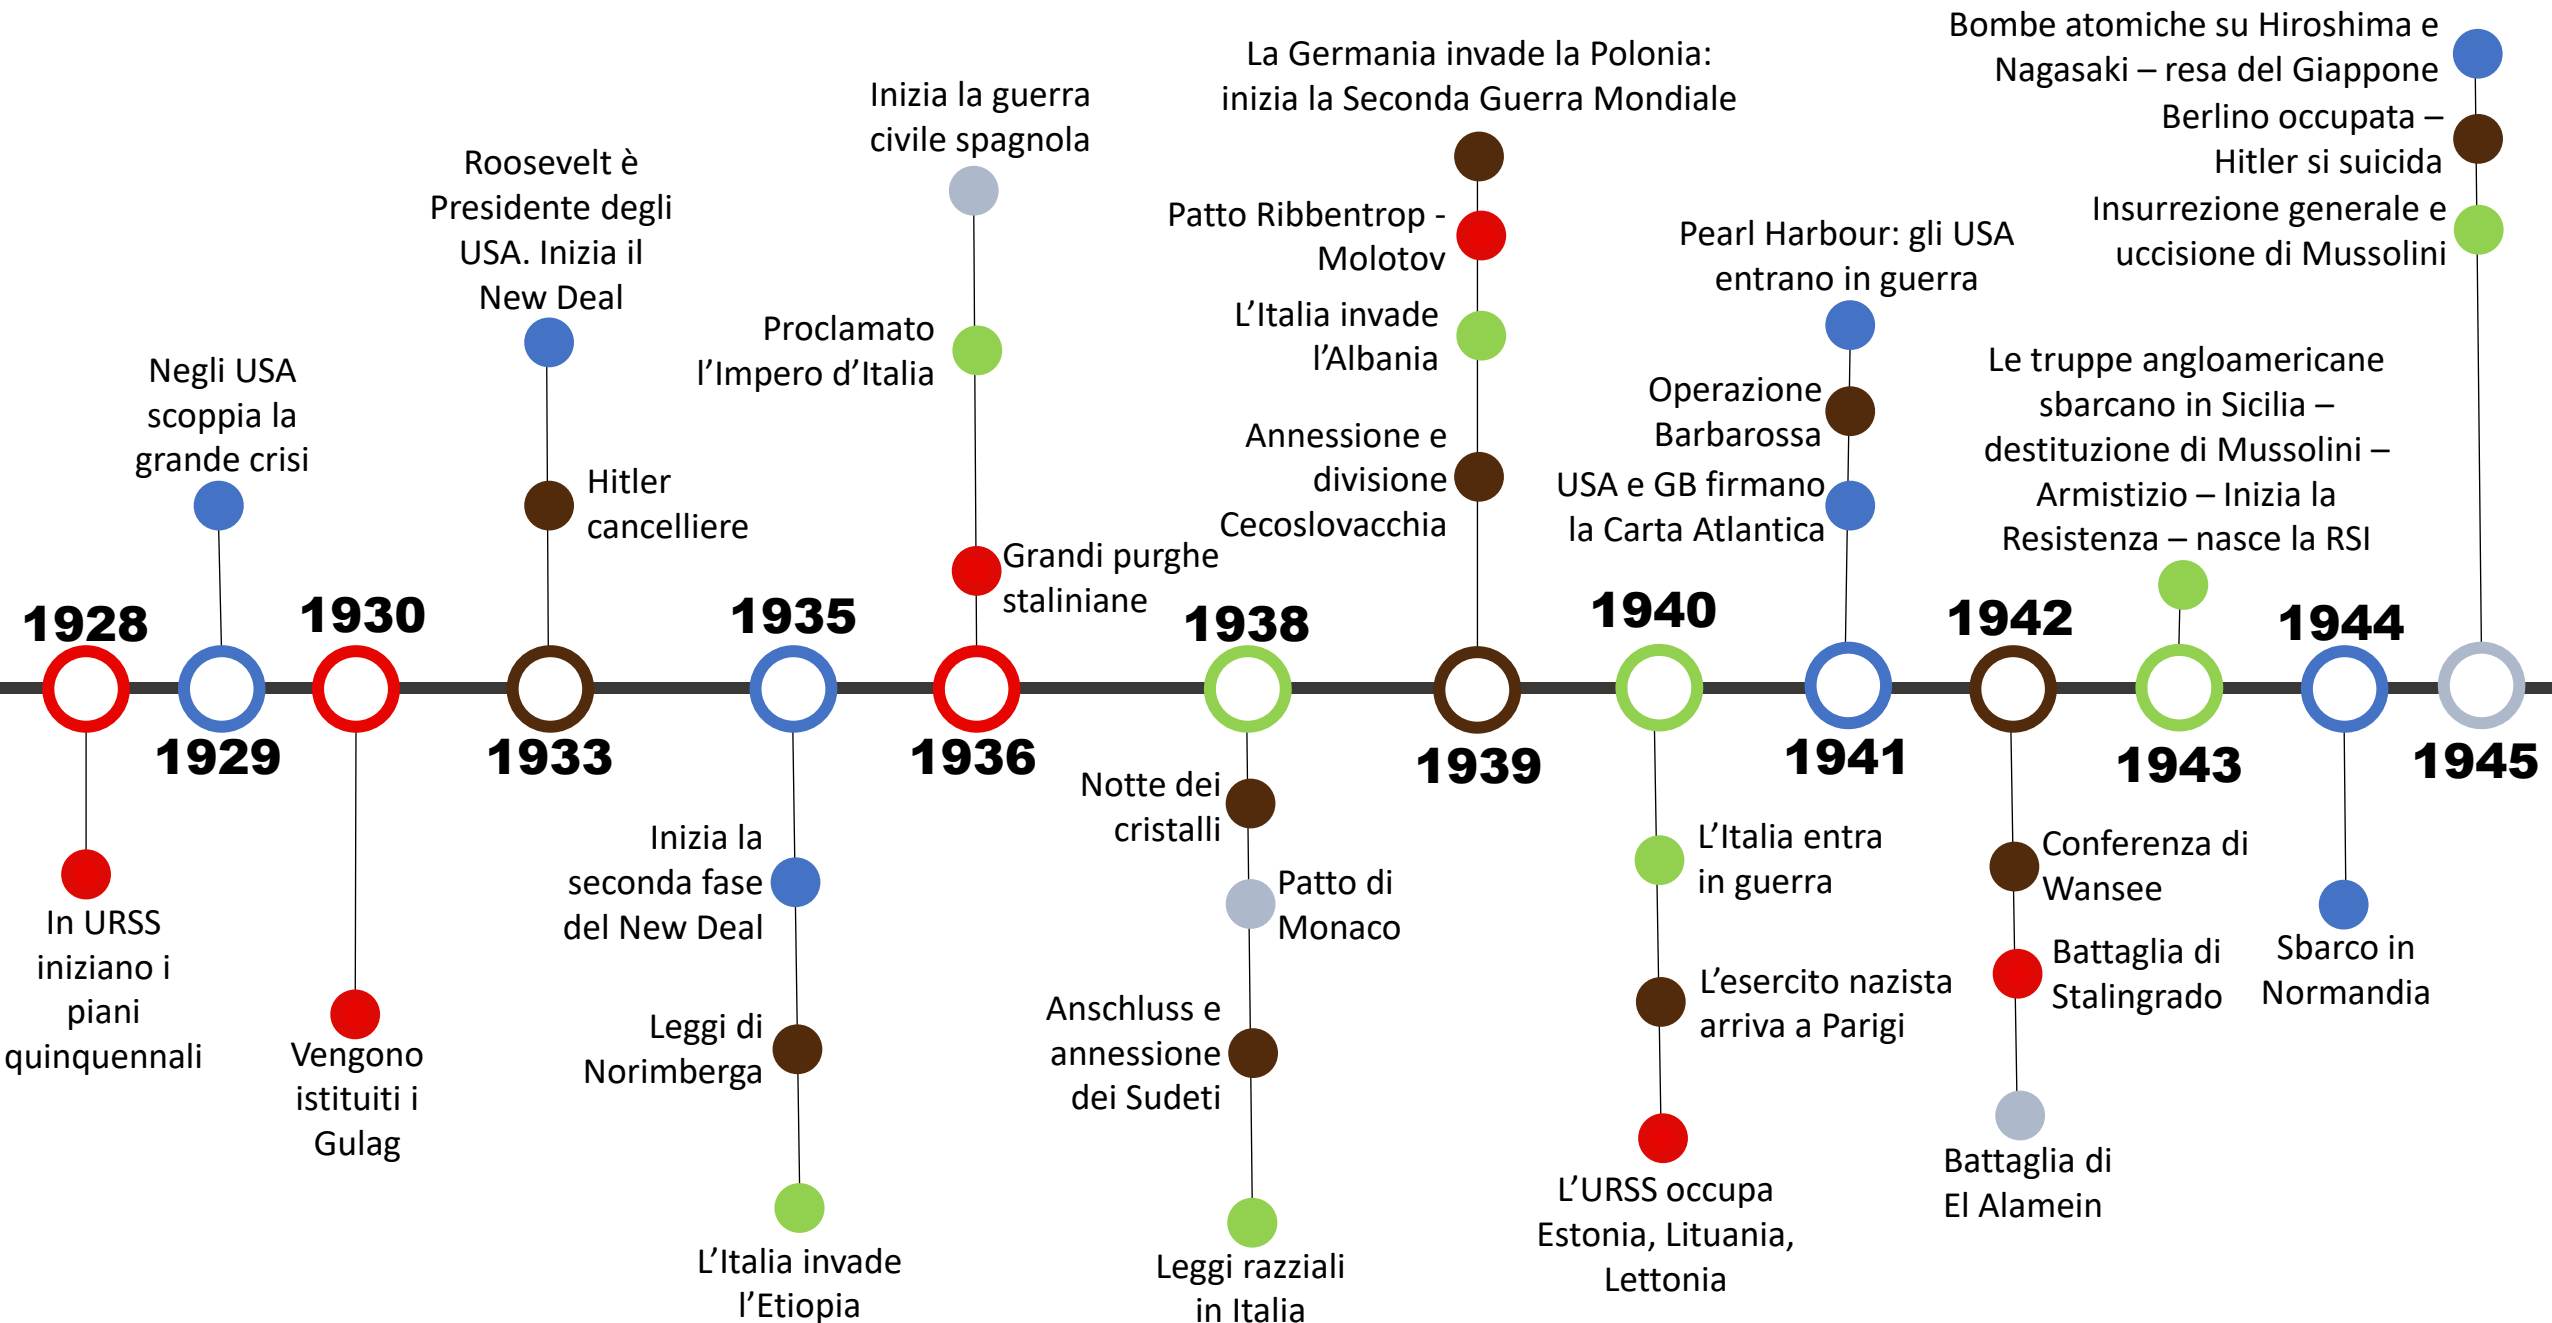 1928
In URSS
iniziano i
piani
quinquennali
Negli USA
scoppia la
grande crisi
1929
1930
Vengono
istituiti i
Gulag
Roosevelt è
Presidente degli
USA. Inizia il
New Deal
Hitler
cancelliere
1933
1935
Inizia la
seconda fase
del New Deal
Leggi di
Norimberga
L'Italia invade
l'Etiopia
Inizia la guerra
civile spagnola
Proclamato
l'Impero d'Italia
Grandi purghe
staliniane
1936
1938
Notte dei
cristalli
Patto di
Monaco
Anschluss e
annessione
dei Sudeti
Leggi razziali
in Italia
La Germania invade la Polonia:
inizia la Seconda Guerra Mondiale
Patto Ribbentrop -
Molotov
L'Italia invade
l'Albania
Annessione e
divisione
Cecoslovacchia
1939
1940
L'Italia entra
in guerra
L'esercito nazista
arriva a Parigi
L'URSS occupa
Estonia, Lituania,
Lettonia
Pearl Harbour: gli USA
entrano in guerra
Operazione
Barbarossa
USA e GB firmano
la Carta Atlantica
1941
1942
Conferenza di
Wansee
Battaglia di
Stalingrado
Battaglia di
El Alamein
Le truppe angloamericane
sbarcano in Sicilia –
destituzione di Mussolini –
Armistizio – Inizia la
Resistenza – nasce la RSI
1943
1944
Sbarco in
Normandia
Bombe atomiche su Hiroshima e
Nagasaki – resa del Giappone
Berlino occupata –
Hitler si suicida
Insurrezione generale e
uccisione di Mussolini
1945